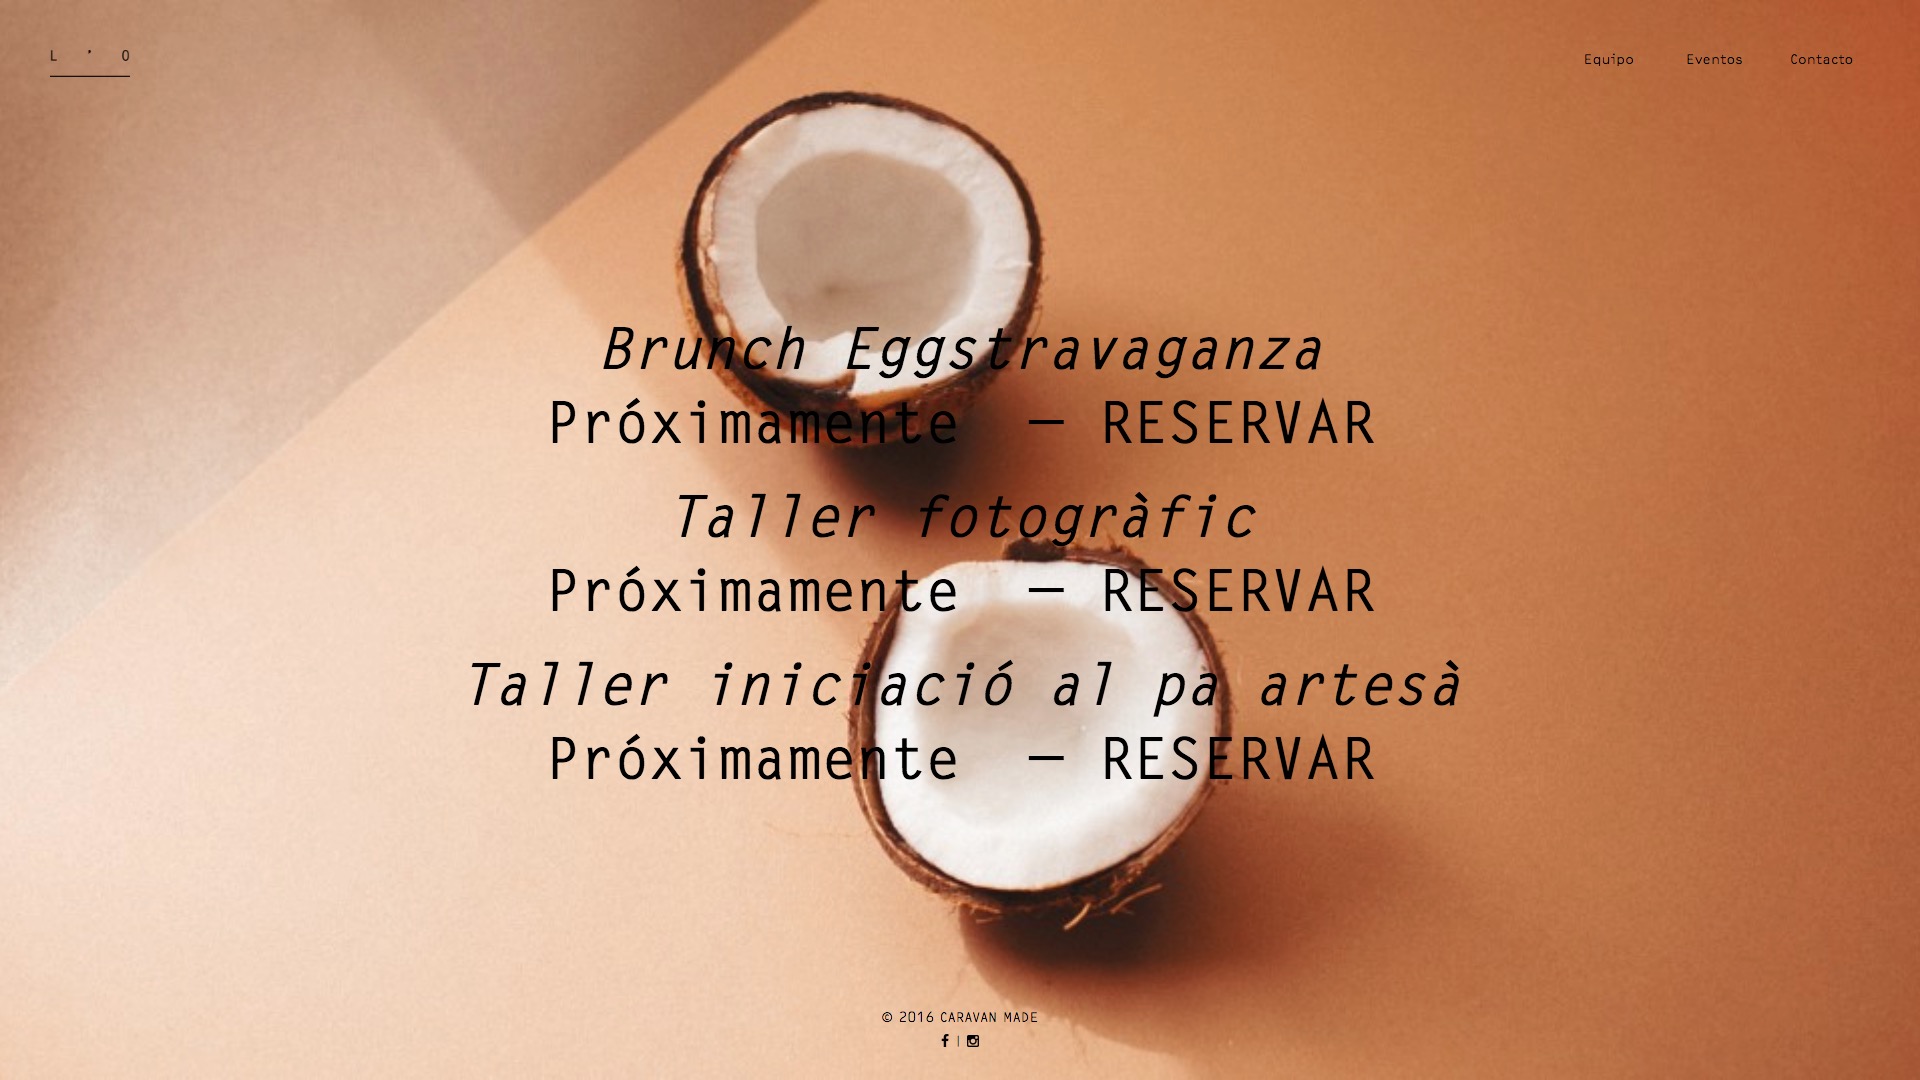 L ' O
Equipo Eventos Contacto
Brunch Eggstravaganza
Próximamente — RESERVAR
Taller fotogràfic
Próximamente — RESERVAR
Taller iniciació al pa artesà
Próximamente — RESERVAR
© 2016 CARAVAN MADE
|